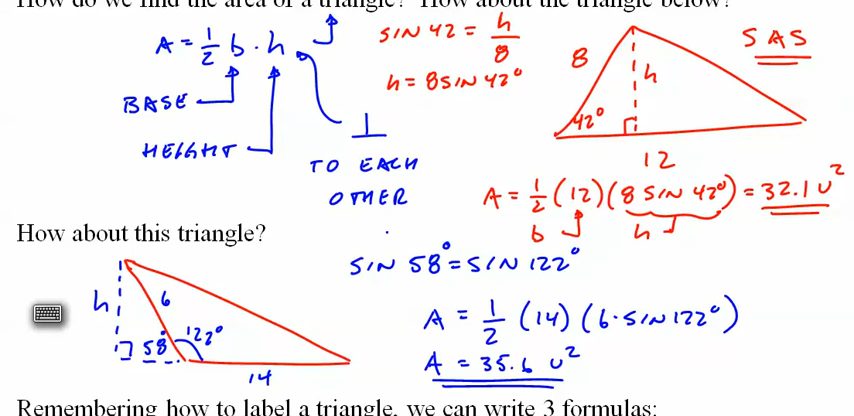 How do we find the area of a triangle? How about the triangle below?
A = 1/2 b · h
BASE
HEIGHT
⊥
TO EACH
OTHER
SIN 42 = h/8
h = 8 SIN 42°
SAS
8
h
42°
12
A = 1/2 (12)(8 SIN 42°) = 32.1 u²
b h
How about this triangle?
SIN 58° = SIN 122°
h
6
58° 122°
14
A = 1/2 (14) (6 · SIN 122°)
A = 35.6 u²
Remembering how to label a triangle, we can write 3 formulas: